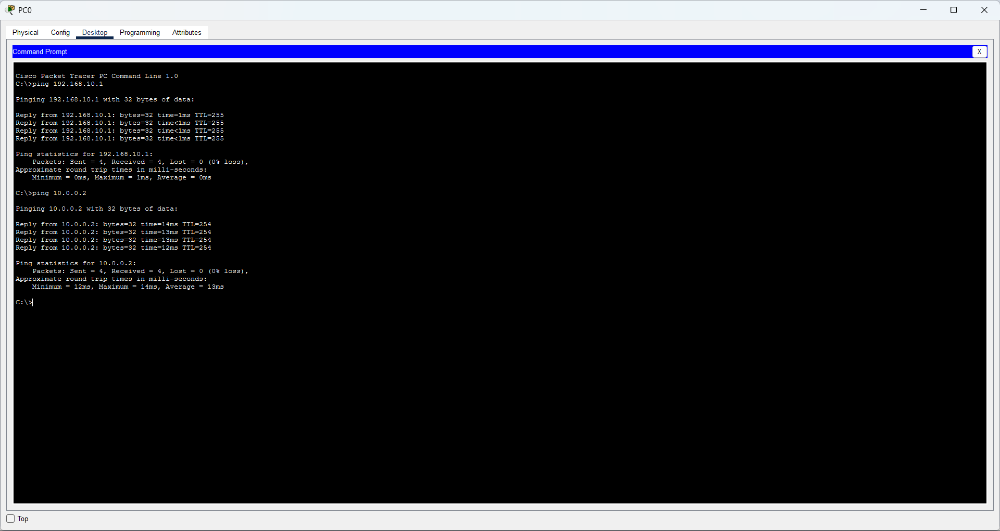 PC0
Physical Config Desktop Programming Attributes
Command Prompt X
Cisco Packet Tracer PC Command Line 1.0
C:\>ping 192.168.10.1
Pinging 192.168.10.1 with 32 bytes of data:
Reply from 192.168.10.1: bytes=32 time=1ms TTL=255
Reply from 192.168.10.1: bytes=32 time<1ms TTL=255
Reply from 192.168.10.1: bytes=32 time<1ms TTL=255
Reply from 192.168.10.1: bytes=32 time<1ms TTL=255
Ping statistics for 192.168.10.1:
    Packets: Sent = 4, Received = 4, Lost = 0 (0% loss),
Approximate round trip times in milli-seconds:
    Minimum = 0ms, Maximum = 1ms, Average = 0ms
C:\>ping 10.0.0.2
Pinging 10.0.0.2 with 32 bytes of data:
Reply from 10.0.0.2: bytes=32 time=14ms TTL=254
Reply from 10.0.0.2: bytes=32 time=13ms TTL=254
Reply from 10.0.0.2: bytes=32 time=13ms TTL=254
Reply from 10.0.0.2: bytes=32 time=12ms TTL=254
Ping statistics for 10.0.0.2:
    Packets: Sent = 4, Received = 4, Lost = 0 (0% loss),
Approximate round trip times in milli-seconds:
    Minimum = 12ms, Maximum = 14ms, Average = 13ms
C:\>
Top